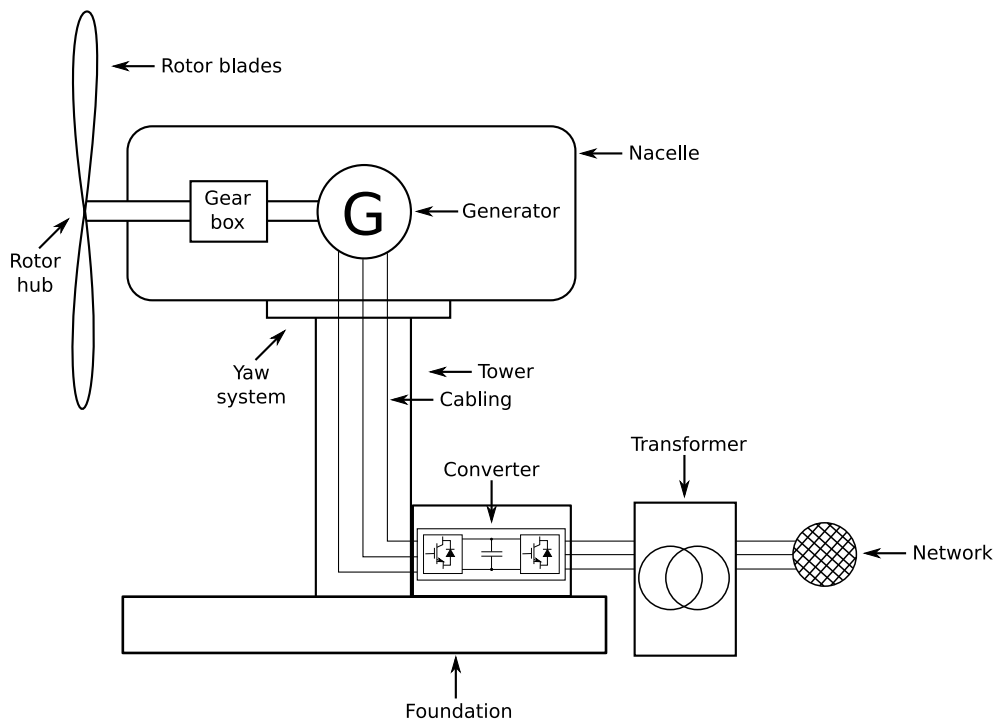 Rotor blades
Nacelle
Gear
box
G
Generator
Rotor
hub
Yaw
system
Tower
Cabling
Transformer
Converter
Network
Foundation